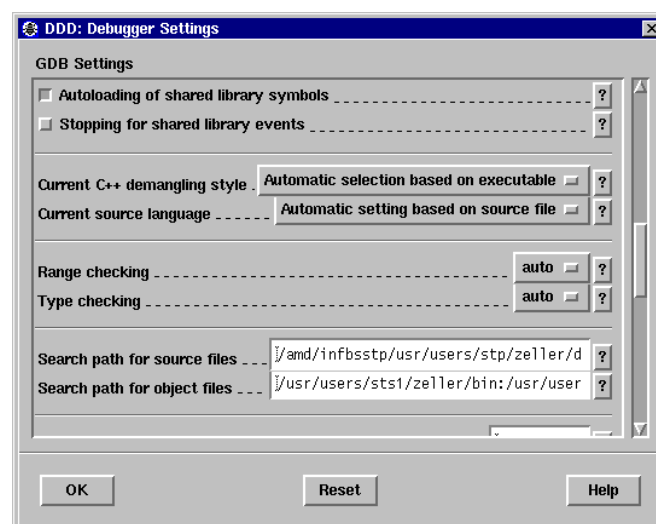 DDD: Debugger Settings
GDB Settings
Autoloading of shared library symbols ?
Stopping for shared library events ?
Current C++ demangling style Automatic selection based on executable ?
Current source language Automatic setting based on source file ?
Range checking auto ?
Type checking auto ?
Search path for source files /amd/infbsstp/usr/users/stp/zeller/d ?
Search path for object files /usr/users/sts1/zeller/bin:/usr/user ?
OK Reset Help